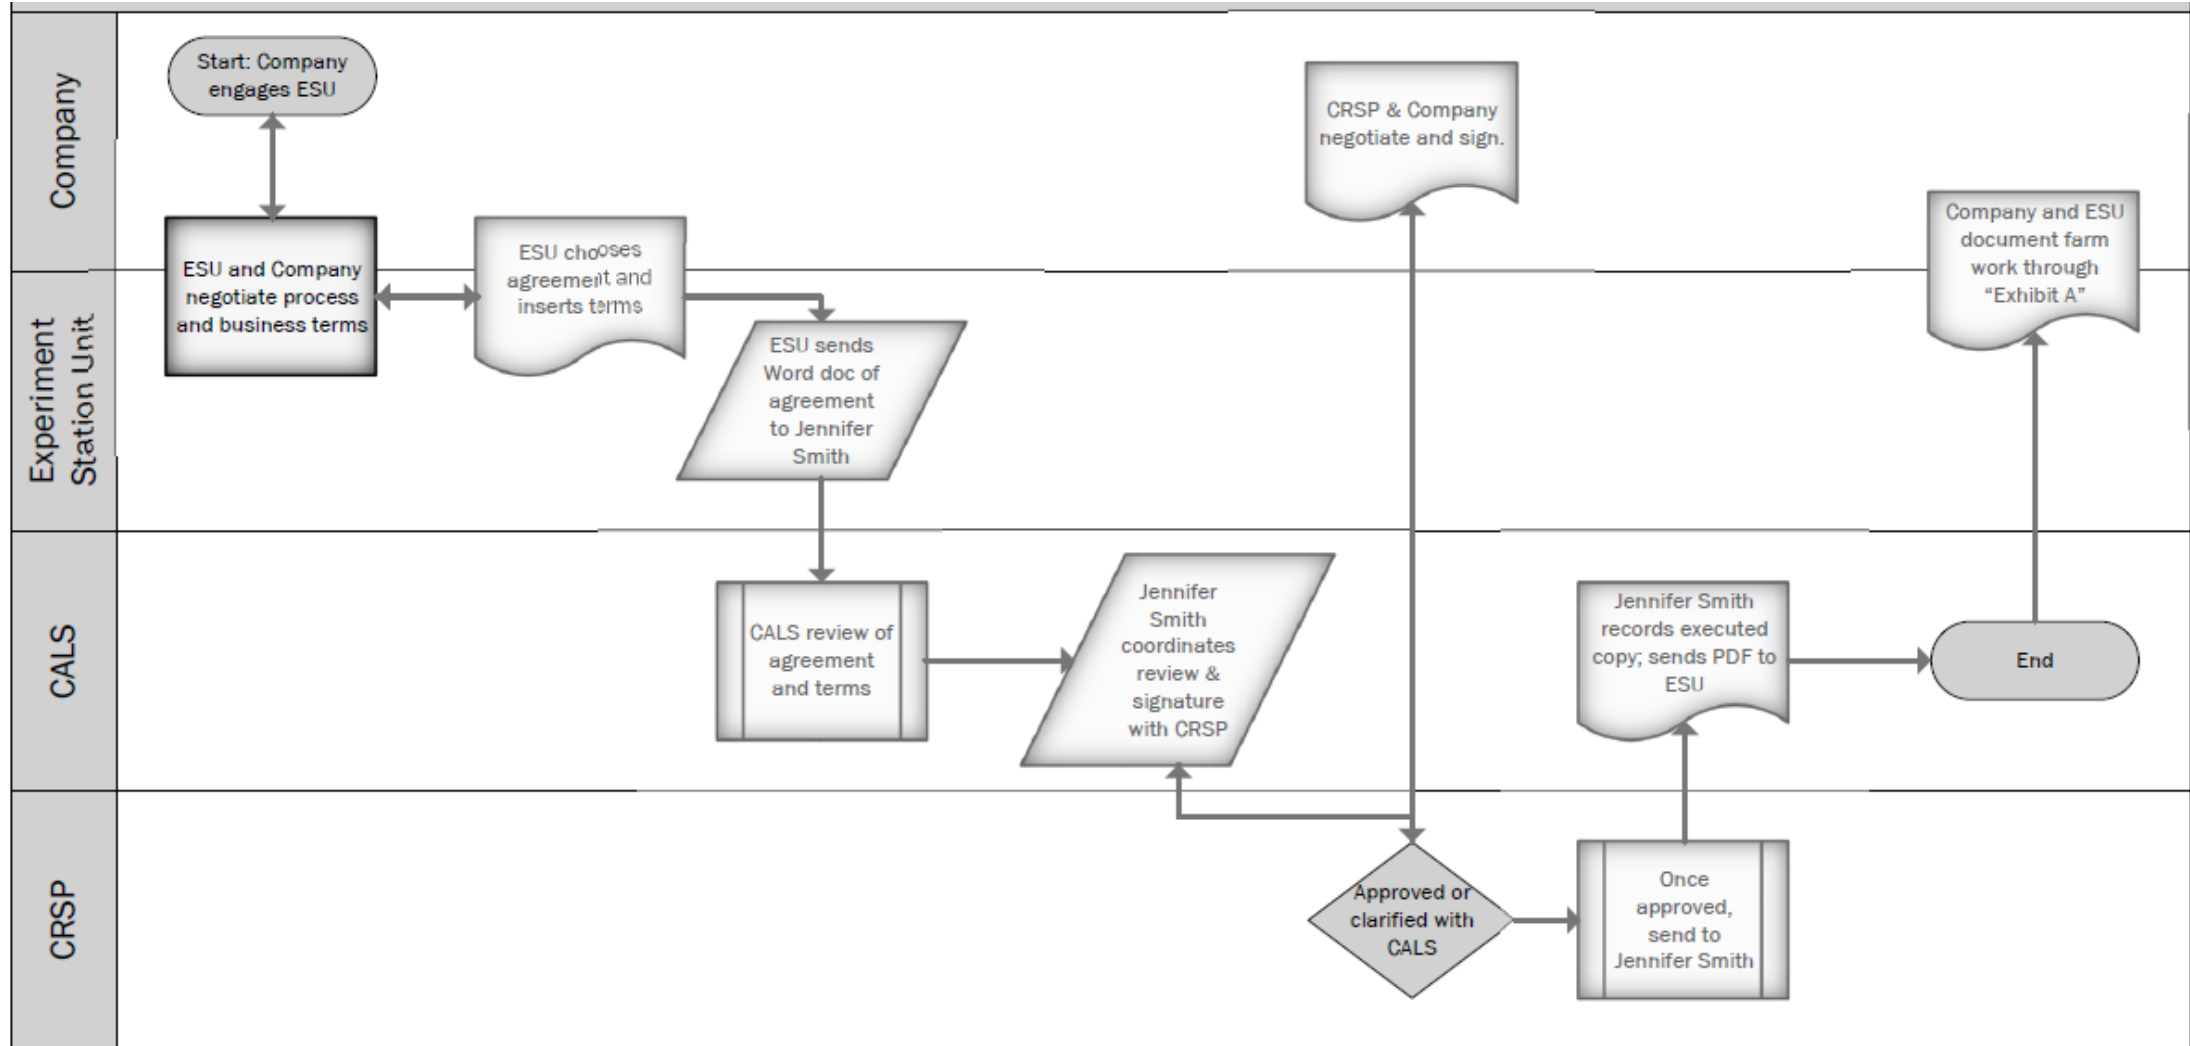 Company
Start: Company
engages ESU
CRSP & Company
negotiate and sign.
ESU and Company
negotiate process
and business terms
ESU chooses
agreement and
inserts terms
Company and ESU
document farm
work through
“Exhibit A”
Experiment
Station Unit
ESU sends
Word doc of
agreement
to Jennifer
Smith
CALS
CALS review of
agreement
and terms
Jennifer
Smith
coordinates
review &
signature
with CRSP
Jennifer Smith
records executed
copy; sends PDF to
ESU
End
CRSP
Approved or
clarified with
CALS
Once
approved,
send to
Jennifer Smith